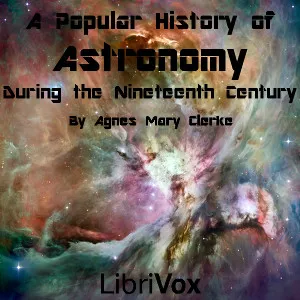 A Popular History of
Astronomy
During the Nineteenth Century
By Agnes Mary Clerke
LibriVox